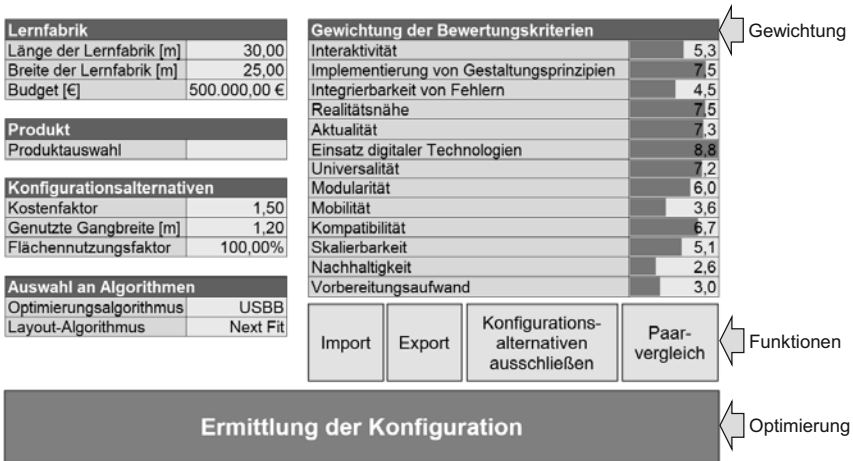 Lernfabrik
Länge der Lernfabrik [m] 30,00
Breite der Lernfabrik [m] 25,00
Budget [€] 500.000,00 €
Produkt
Produktauswahl
Konfigurationsalternativen
Kostenfaktor 1,50
Genutzte Gangbreite [m] 1,20
Flächennutzungsfaktor 100,00%
Auswahl an Algorithmen
Optimierungsalgorithmus USBB
Layout-Algorithmus Next Fit
Gewichtung der Bewertungskriterien
Interaktivität 5,3
Implementierung von Gestaltungsprinzipien 7,5
Integrierbarkeit von Fehlern 4,5
Realitätsnähe 7,5
Aktualität 7,3
Einsatz digitaler Technologien 8,8
Universalität 7,2
Modularität 6,0
Mobilität 3,6
Kompatibilität 6,7
Skalierbarkeit 5,1
Nachhaltigkeit 2,6
Vorbereitungsaufwand 3,0
Gewichtung
Import
Export
Konfigurations-
alternativen
ausschließen
Paar-
vergleich
Funktionen
Ermittlung der Konfiguration
Optimierung